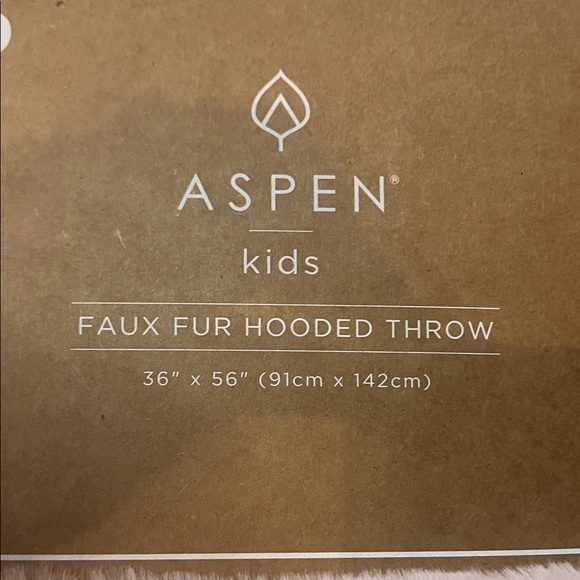 ASPEN®
kids
FAUX FUR HOODED THROW
36" x 56" (91cm x 142cm)